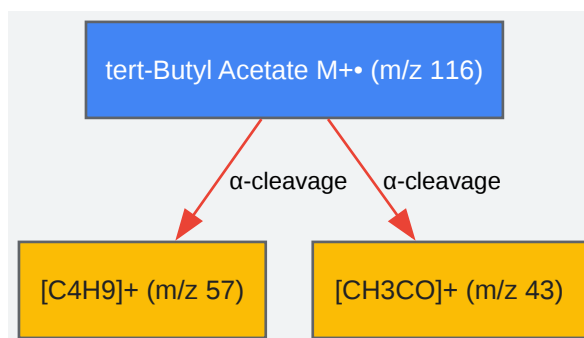 tert-Butyl Acetate M+• (m/z 116)
α-cleavage
α-cleavage
[C4H9]+ (m/z 57)
[CH3CO]+ (m/z 43)